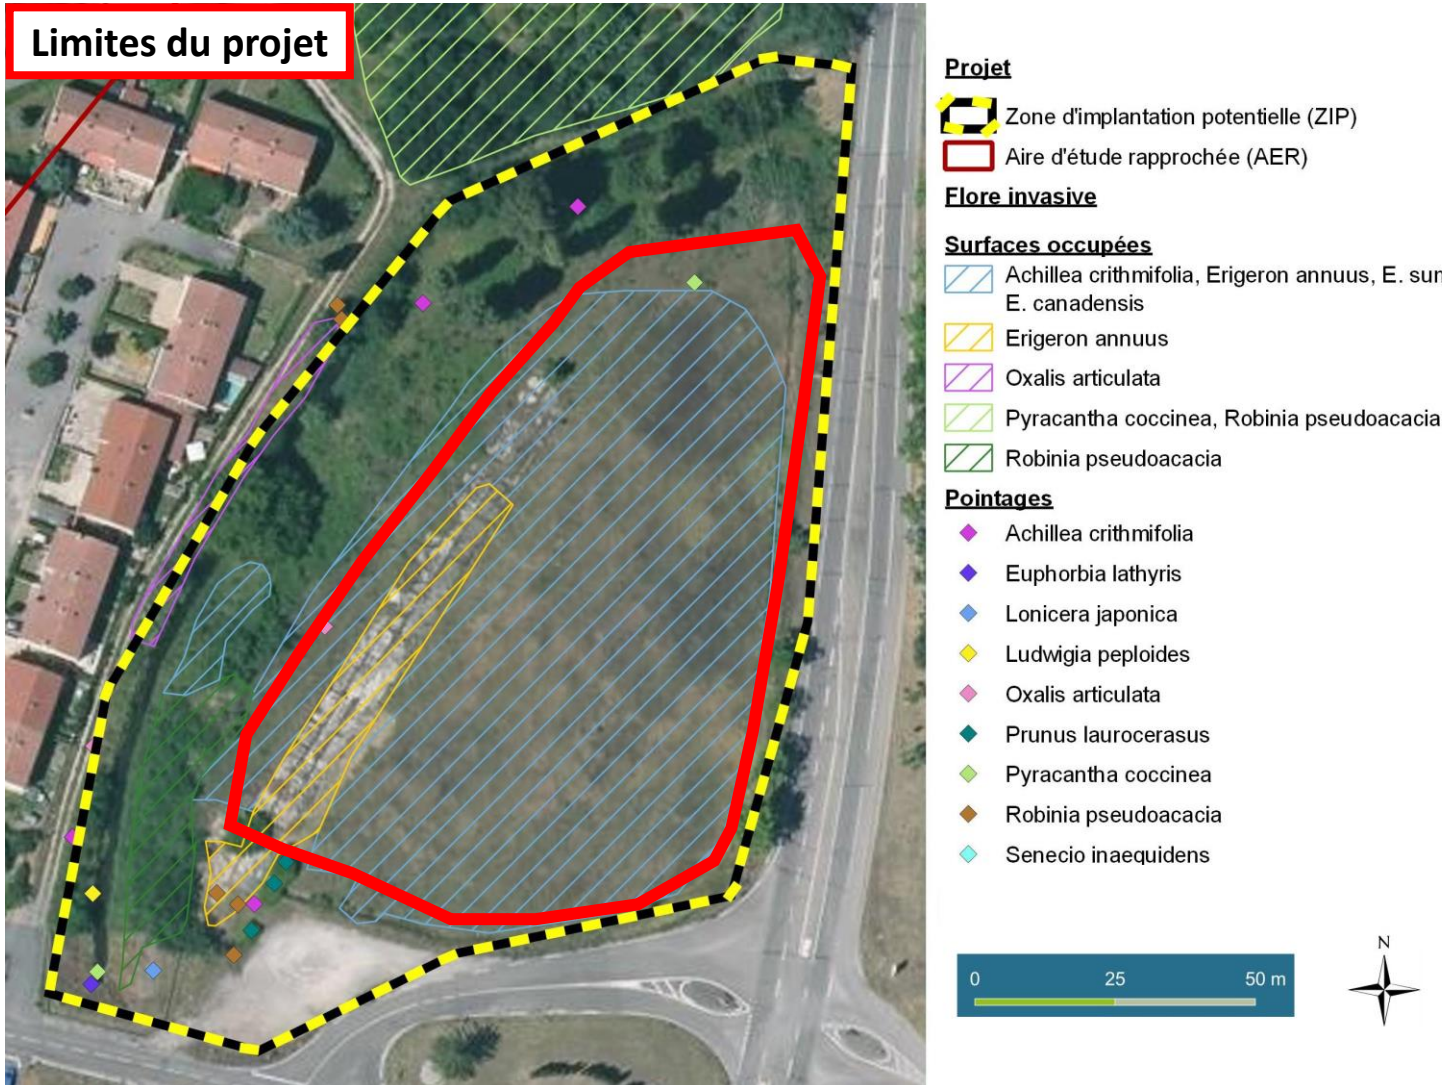 Limites du projet
Projet
Zone d'implantation potentielle (ZIP)
Aire d'étude rapprochée (AER)
Flore invasive
Surfaces occupées
Achillea crithmifolia, Erigeron annuus, E. sum
E. canadensis
Erigeron annuus
Oxalis articulata
Pyracantha coccinea, Robinia pseudoacacia
Robinia pseudoacacia
Pointages
Achillea crithmifolia
Euphorbia lathyris
Lonicera japonica
Ludwigia peploides
Oxalis articulata
Prunus laurocerasus
Pyracantha coccinea
Robinia pseudoacacia
Senecio inaequidens
0 25 50 m
N